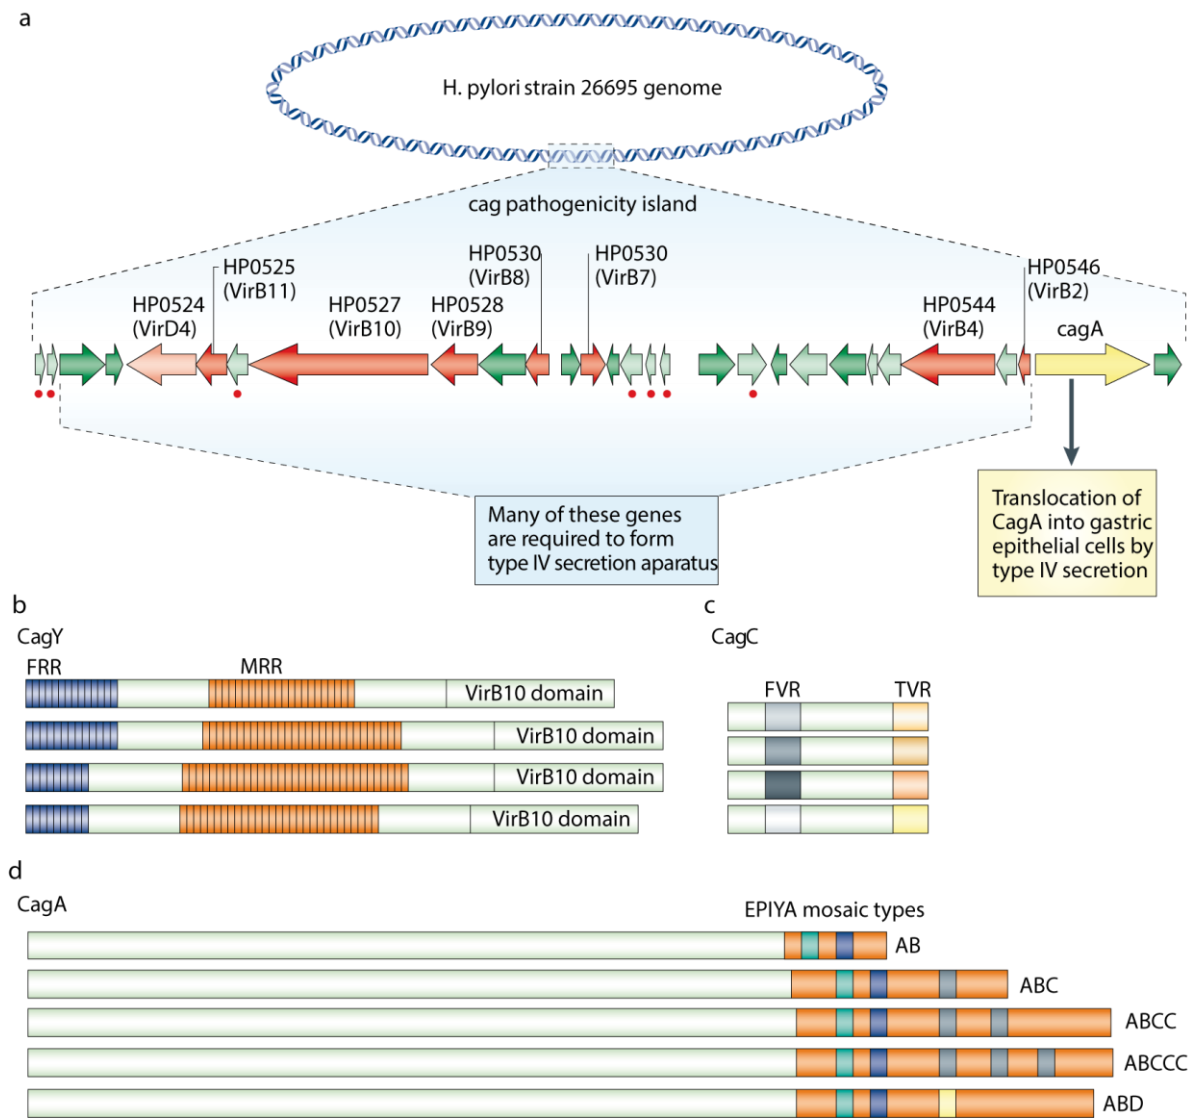 a
H. pylori strain 26695 genome
cag pathogenicity island
HP0524
(VirD4)
HP0525
(VirB11)
HP0527
(VirB10)
HP0528
(VirB9)
HP0530
(VirB8)
HP0530
(VirB7)
HP0544
(VirB4)
HP0546
(VirB2)
cagA
Many of these genes
are required to form
type IV secretion apparatus
Translocation of
CagA into gastric
epithelial cells by
type IV secretion
b
CagY
FRR
MRR
VirB10 domain
VirB10 domain
VirB10 domain
VirB10 domain
c
CagC
FVR
TVR
d
CagA
EPIYA mosaic types
AB
ABC
ABCC
ABCCC
ABD